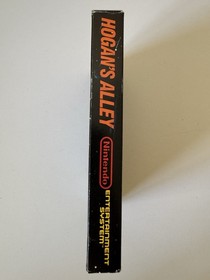 HOGAN'S ALLEY
Nintendo
ENTERTAINMENT
SYSTEM